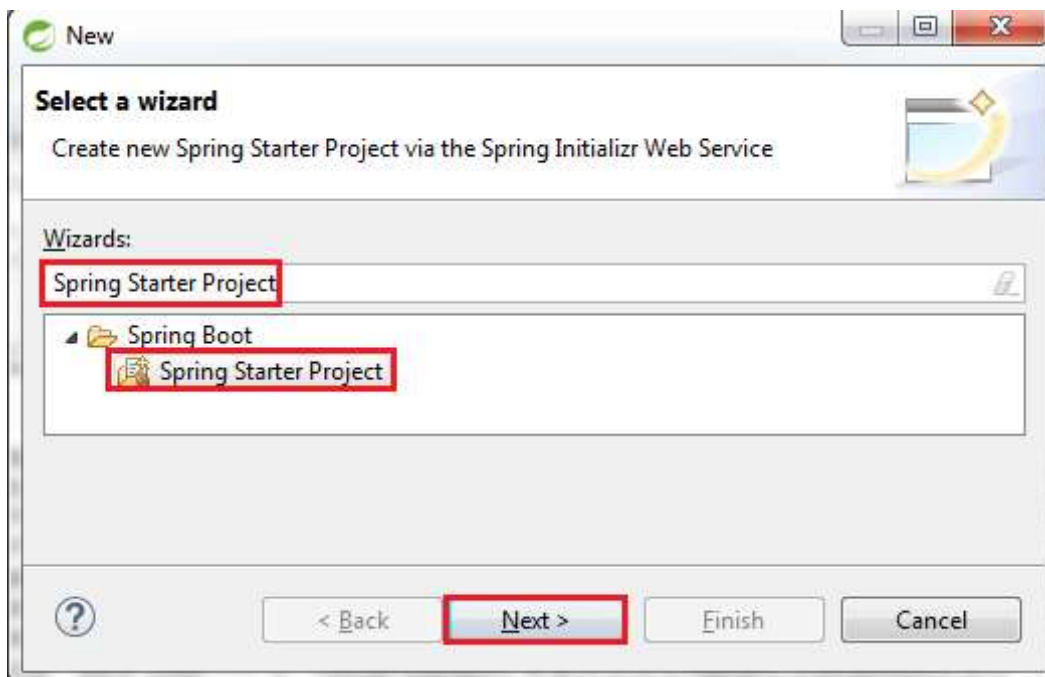 New
Select a wizard
Create new Spring Starter Project via the Spring Initializr Web Service
Wizards:
Spring Starter Project
Spring Boot
Spring Starter Project
? < Back Next > Finish Cancel